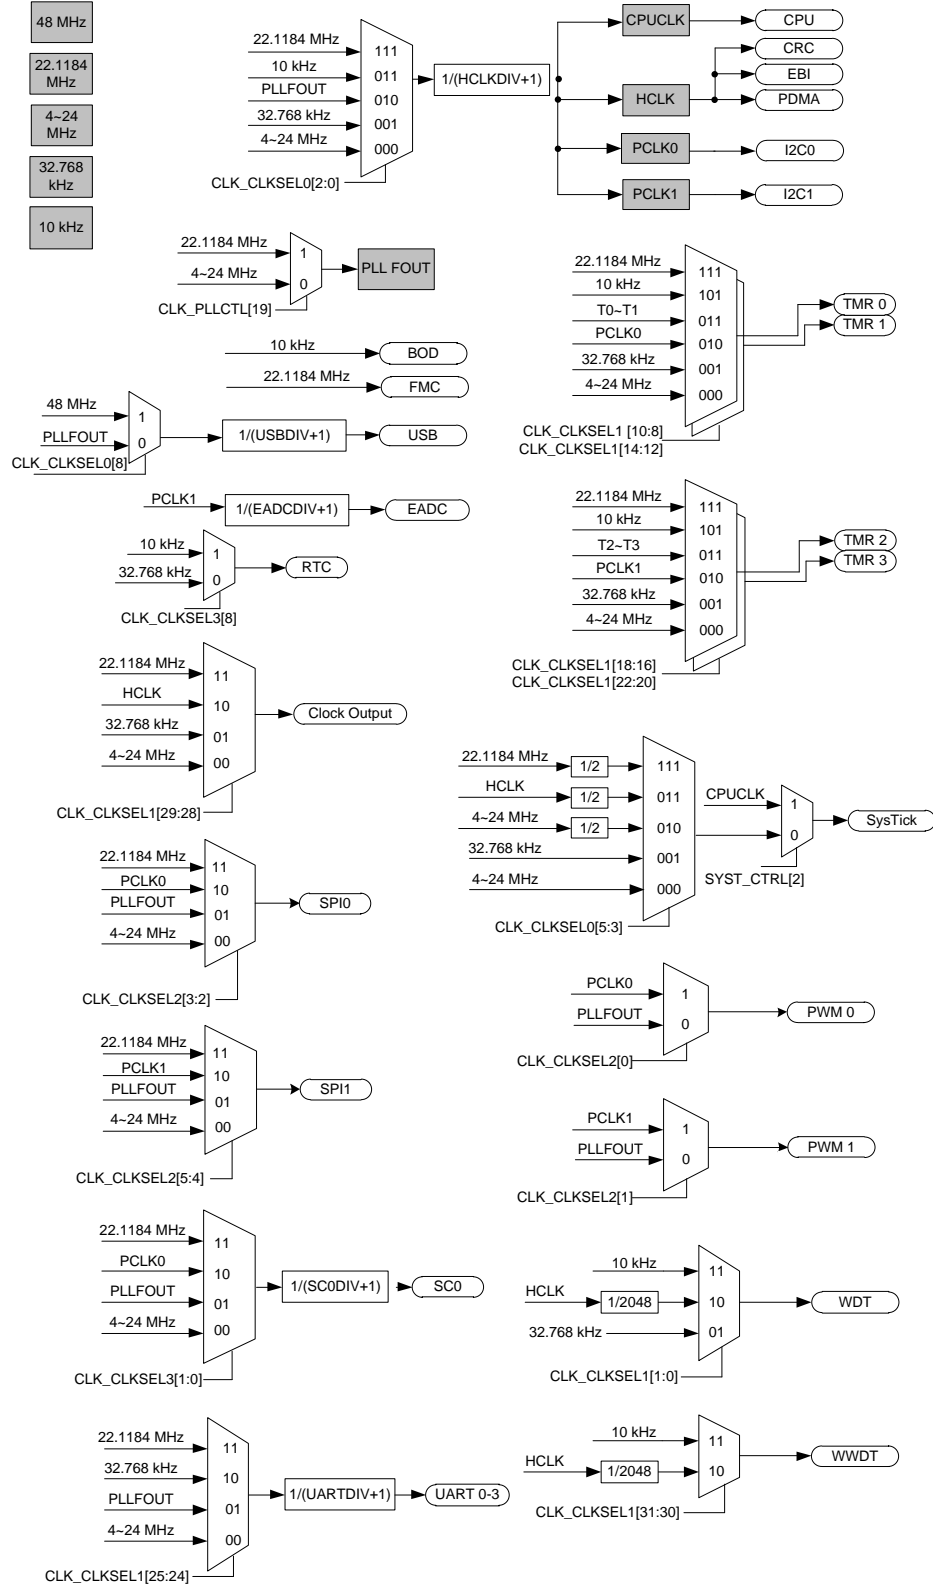 48 MHz
22.1184
MHz
4~24
MHz
32.768
kHz
10 kHz
22.1184 MHz
10 kHz
PLLFOUT
32.768 kHz
4~24 MHz
111
011
010
001
000
CLK_CLKSEL0[2:0]
1/(HCLKDIV+1)
CPUCLK
HCLK
PCLK0
PCLK1
CPU
CRC
EBI
PDMA
I2C0
I2C1
22.1184 MHz
4~24 MHz
1
0
CLK_PLLCTL[19]
PLL FOUT
10 kHz
BOD
22.1184 MHz
FMC
48 MHz
PLLFOUT
1
0
CLK_CLKSEL0[8]
1/(USBDIV+1)
USB
PCLK1
1/(EADCDIV+1)
EADC
10 kHz
32.768 kHz
1
0
CLK_CLKSEL3[8]
RTC
22.1184 MHz
HCLK
32.768 kHz
4~24 MHz
11
10
01
00
CLK_CLKSEL1[29:28]
Clock Output
22.1184 MHz
PCLK0
PLLFOUT
4~24 MHz
11
10
01
00
CLK_CLKSEL2[3:2]
SPI0
22.1184 MHz
PCLK1
PLLFOUT
4~24 MHz
11
10
01
00
CLK_CLKSEL2[5:4]
SPI1
22.1184 MHz
PCLK0
PLLFOUT
4~24 MHz
11
10
01
00
CLK_CLKSEL3[1:0]
1/(SC0DIV+1)
SC0
22.1184 MHz
32.768 kHz
PLLFOUT
4~24 MHz
11
10
01
00
CLK_CLKSEL1[25:24]
1/(UARTDIV+1)
UART 0-3
22.1184 MHz
10 kHz
T0~T1
PCLK0
32.768 kHz
4~24 MHz
111
101
011
010
001
000
CLK_CLKSEL1 [10:8]
CLK_CLKSEL1[14:12]
TMR 0
TMR 1
22.1184 MHz
10 kHz
T2~T3
PCLK1
32.768 kHz
4~24 MHz
111
101
011
010
001
000
CLK_CLKSEL1[18:16]
CLK_CLKSEL1[22:20]
TMR 2
TMR 3
22.1184 MHz
HCLK
4~24 MHz
32.768 kHz
4~24 MHz
1/2
1/2
1/2
111
011
010
001
000
CLK_CLKSEL0[5:3]
CPUCLK
1
0
SYST_CTRL[2]
SysTick
PCLK0
PLLFOUT
1
0
CLK_CLKSEL2[0]
PWM 0
PCLK1
PLLFOUT
1
0
CLK_CLKSEL2[1]
PWM 1
10 kHz
HCLK
1/2048
32.768 kHz
11
10
01
CLK_CLKSEL1[1:0]
WDT
10 kHz
HCLK
1/2048
11
10
CLK_CLKSEL1[31:30]
WWDT